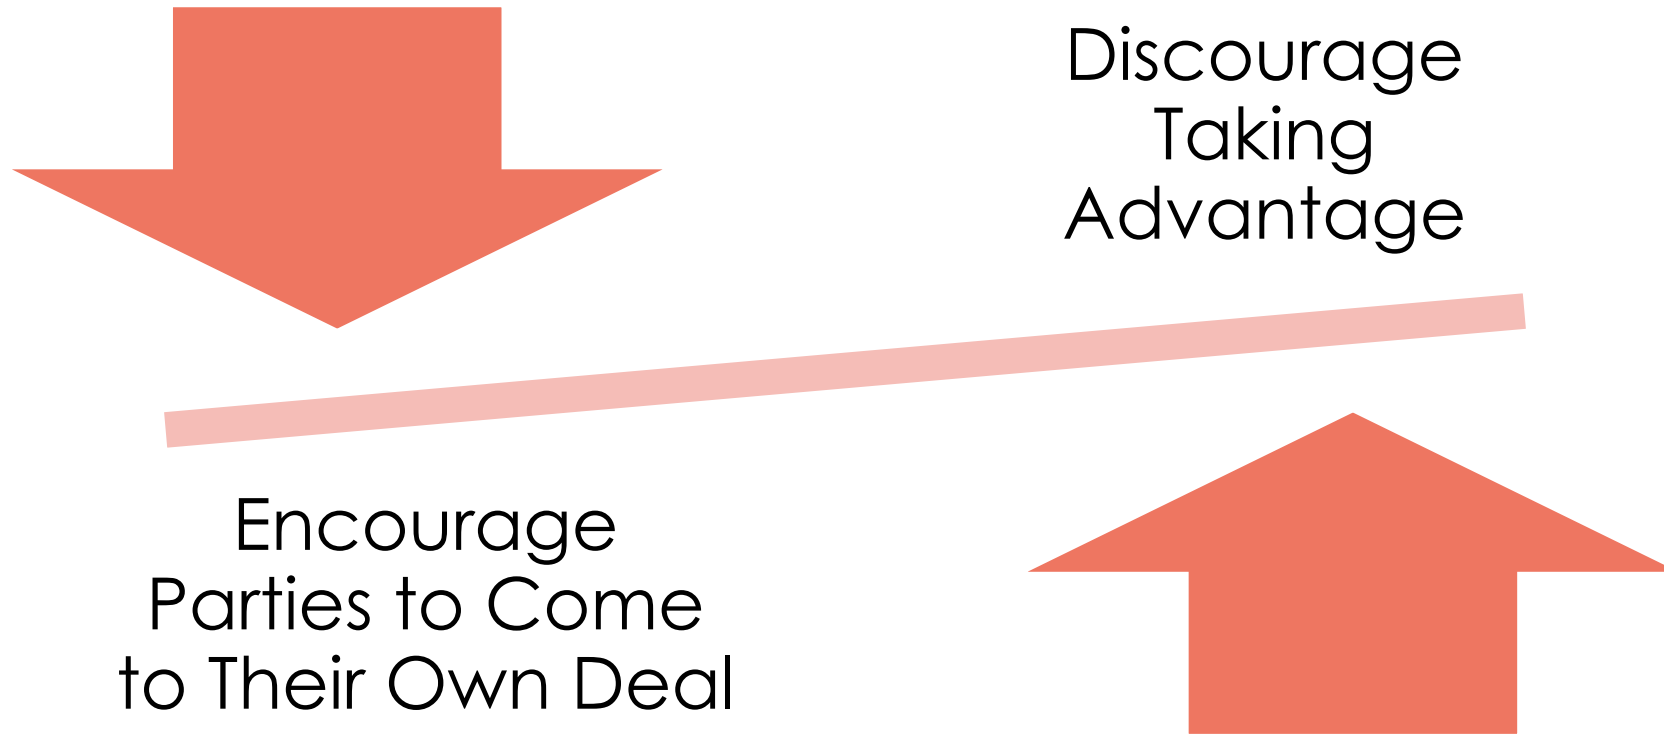 Discourage
Taking
Advantage
Encourage
Parties to Come
to Their Own Deal